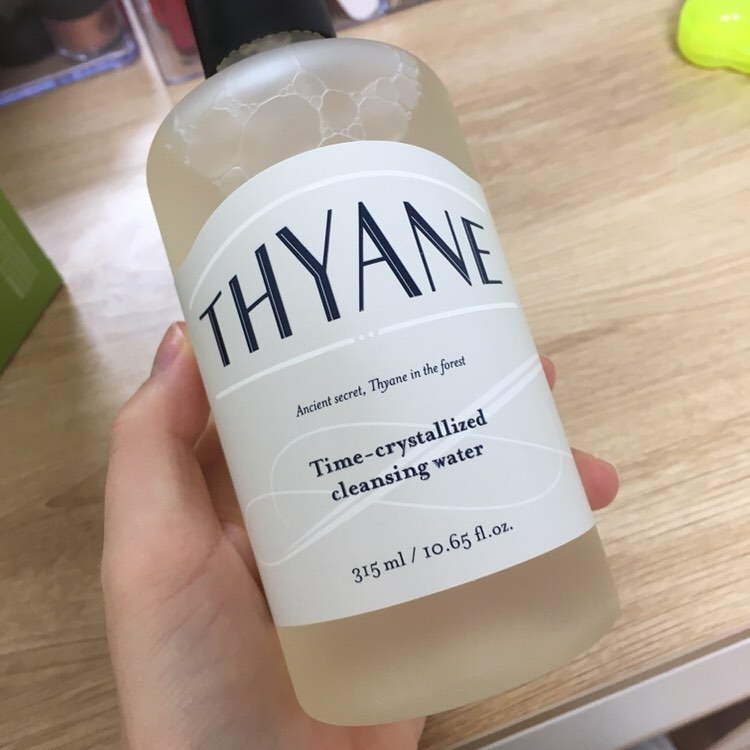 THYANE
Ancient secret, Thyane in the forest
Time-crystallized
cleansing water
315 ml / 10.65 fl.oz.